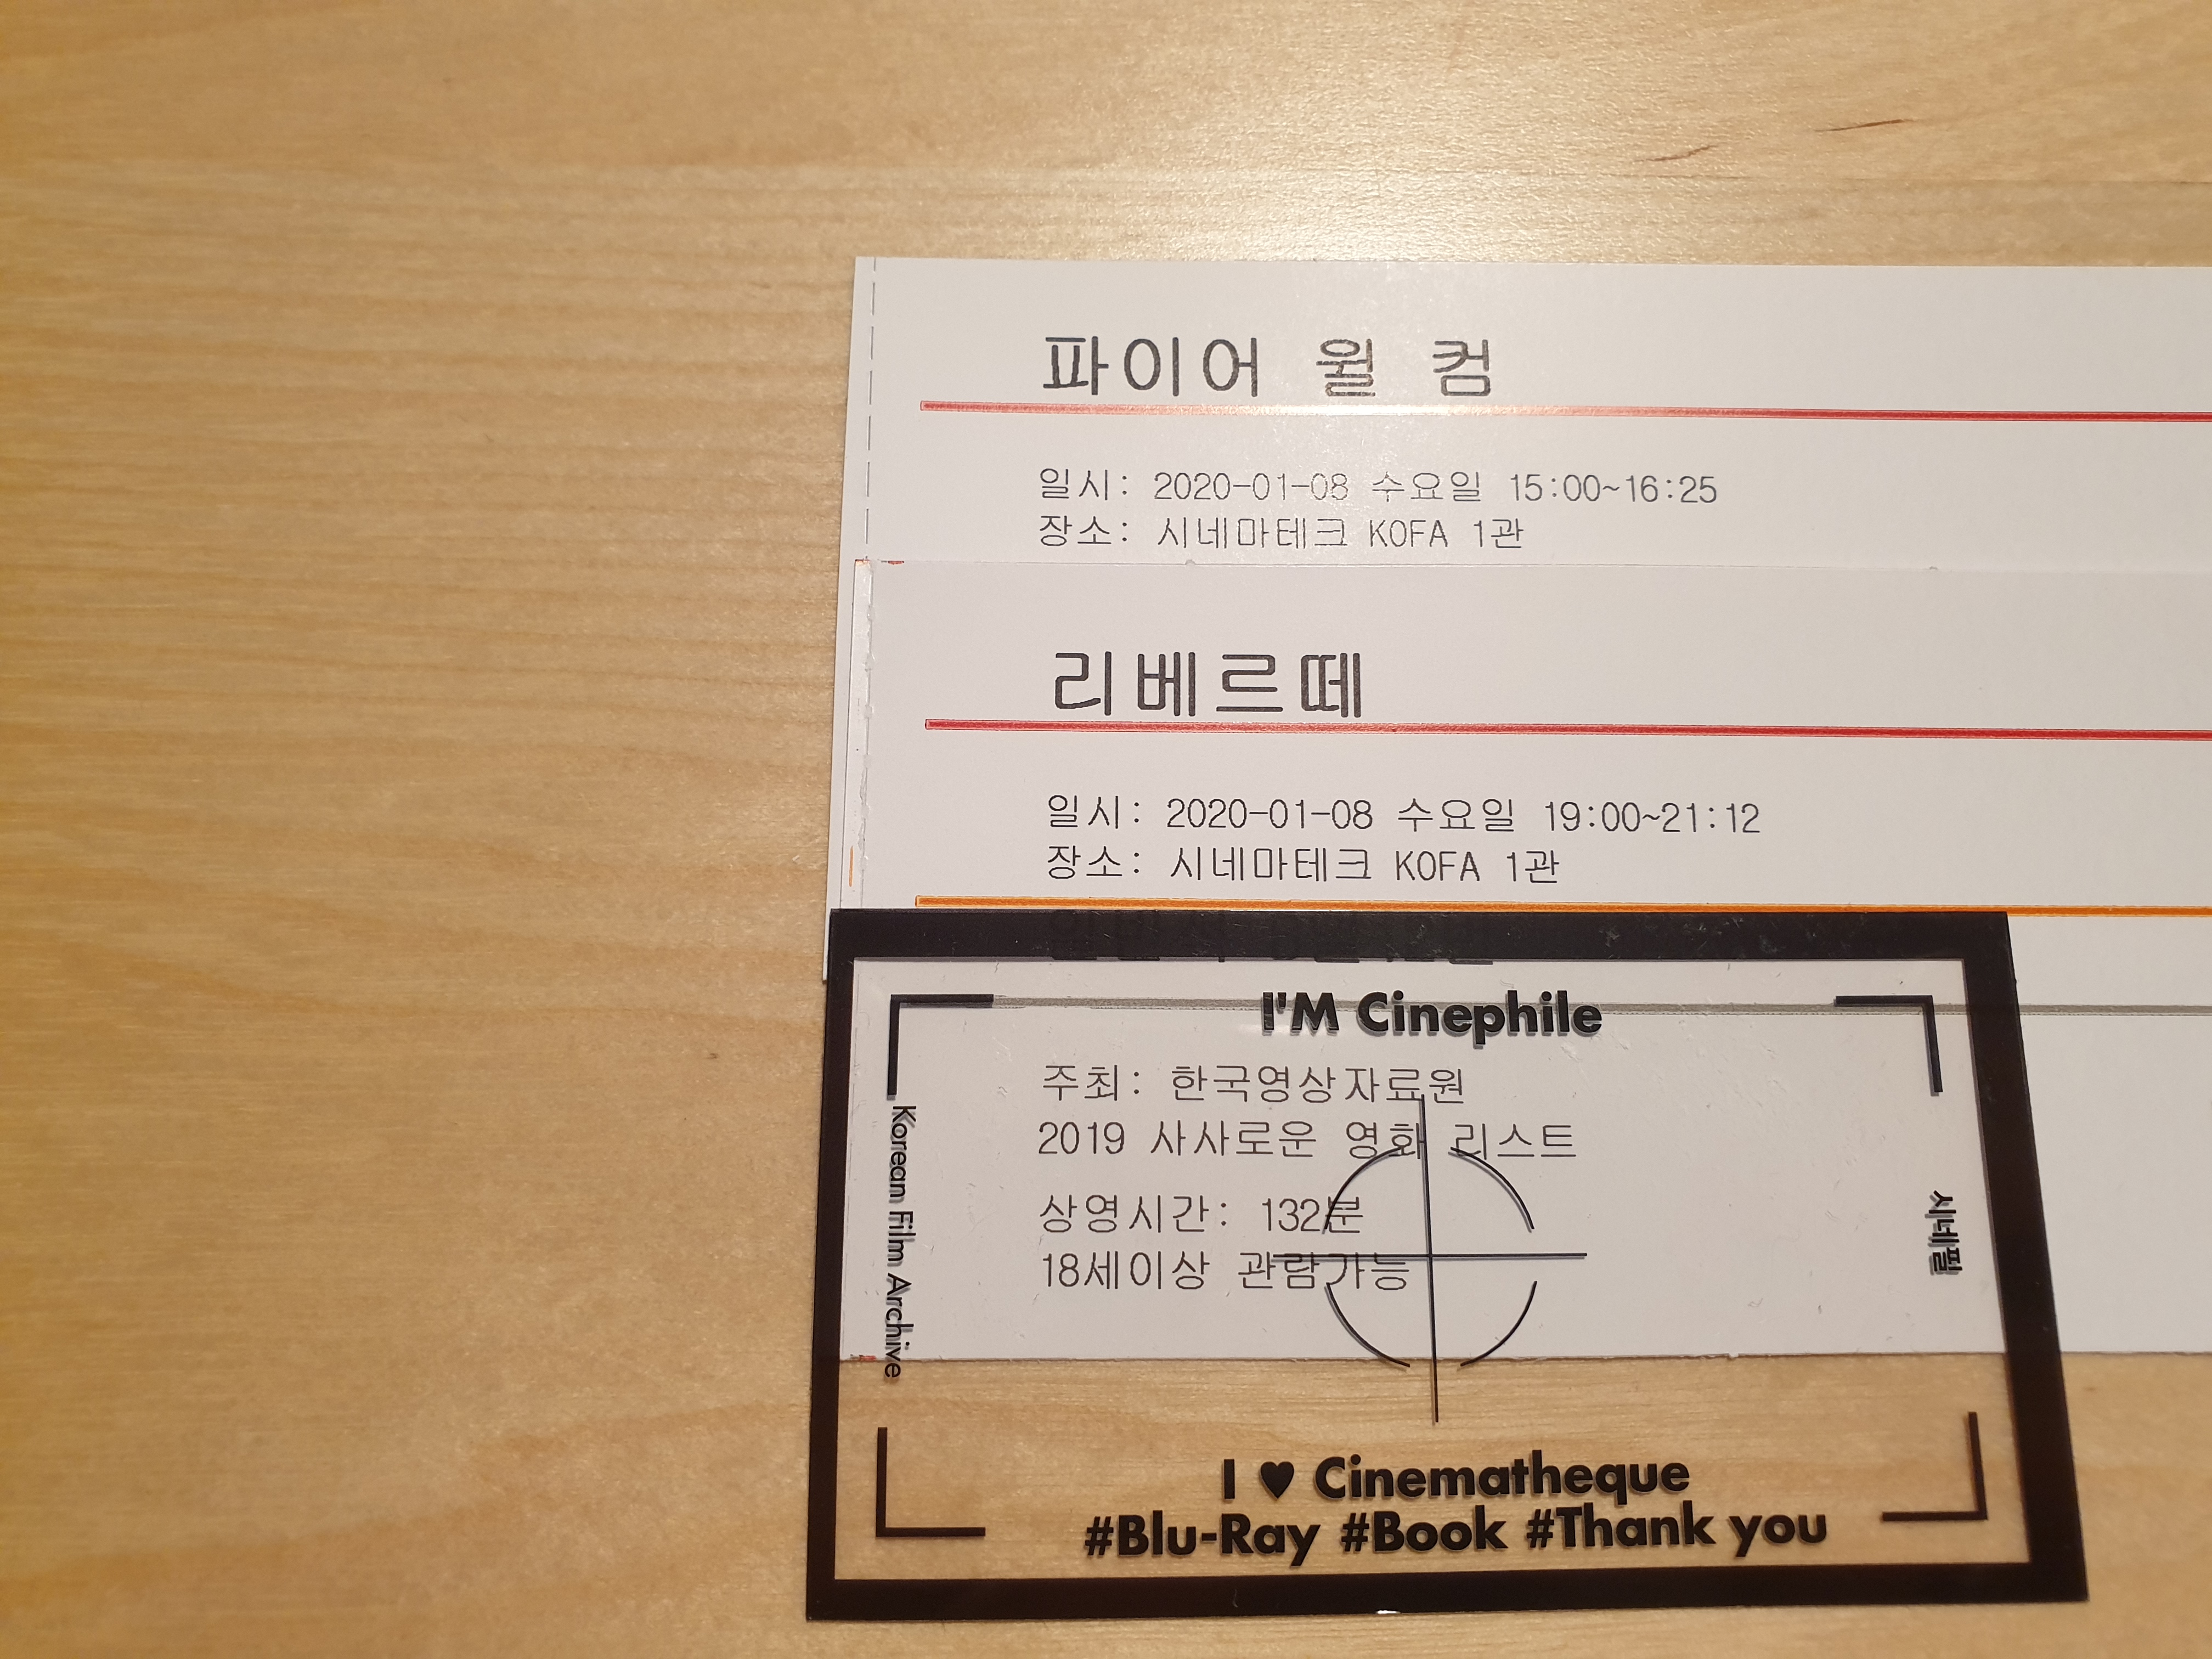 파이어 윌 컴
일시: 2020-01-08 수요일 15:00~16:25
장소: 시네마테크 KOFA 1관
리베르떼
일시: 2020-01-08 수요일 19:00~21:12
장소: 시네마테크 KOFA 1관
I'M Cinephile
주최: 한국영상자료원
2019 사사로운 영화 리스트
상영시간: 132분
18세이상 관람가능
Korean Film Archive
시네필
I ♥ Cinematheque
#Blu-Ray #Book #Thank you